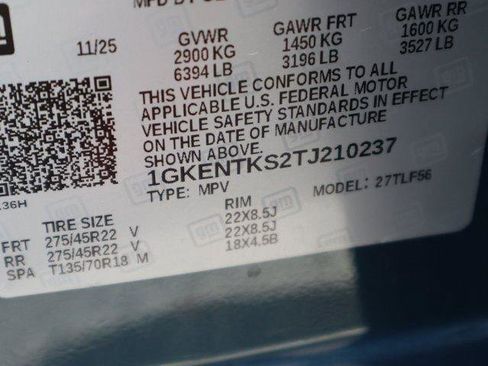 11/25
GVWR
2900 KG
6394 LB
GAWR FRT
1450 KG
3196 LB
GAWR RR
1600 KG
3527 LB
THIS VEHICLE CONFORMS TO ALL
APPLICABLE U.S. FEDERAL MOTOR
VEHICLE SAFETY STANDARDS IN EFFECT
ON THE DATE OF MANUFACTURE
SHOWN ABOVE.
1GKENTKS2TJ210237
TYPE: MPV MODEL: 27TLF56
TIRE SIZE RIM
FRT 275/45R22 V 22X8.5J
RR 275/45R22 V 22X8.5J
SPA T135/70R18 M 18X4.5B